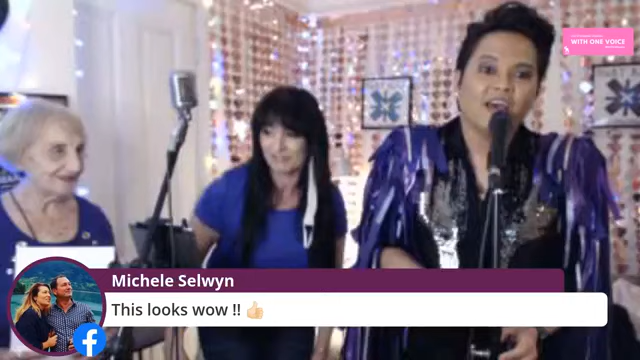 WITH ONE VOICE
Michele Selwyn
This looks wow !! 👍🏻